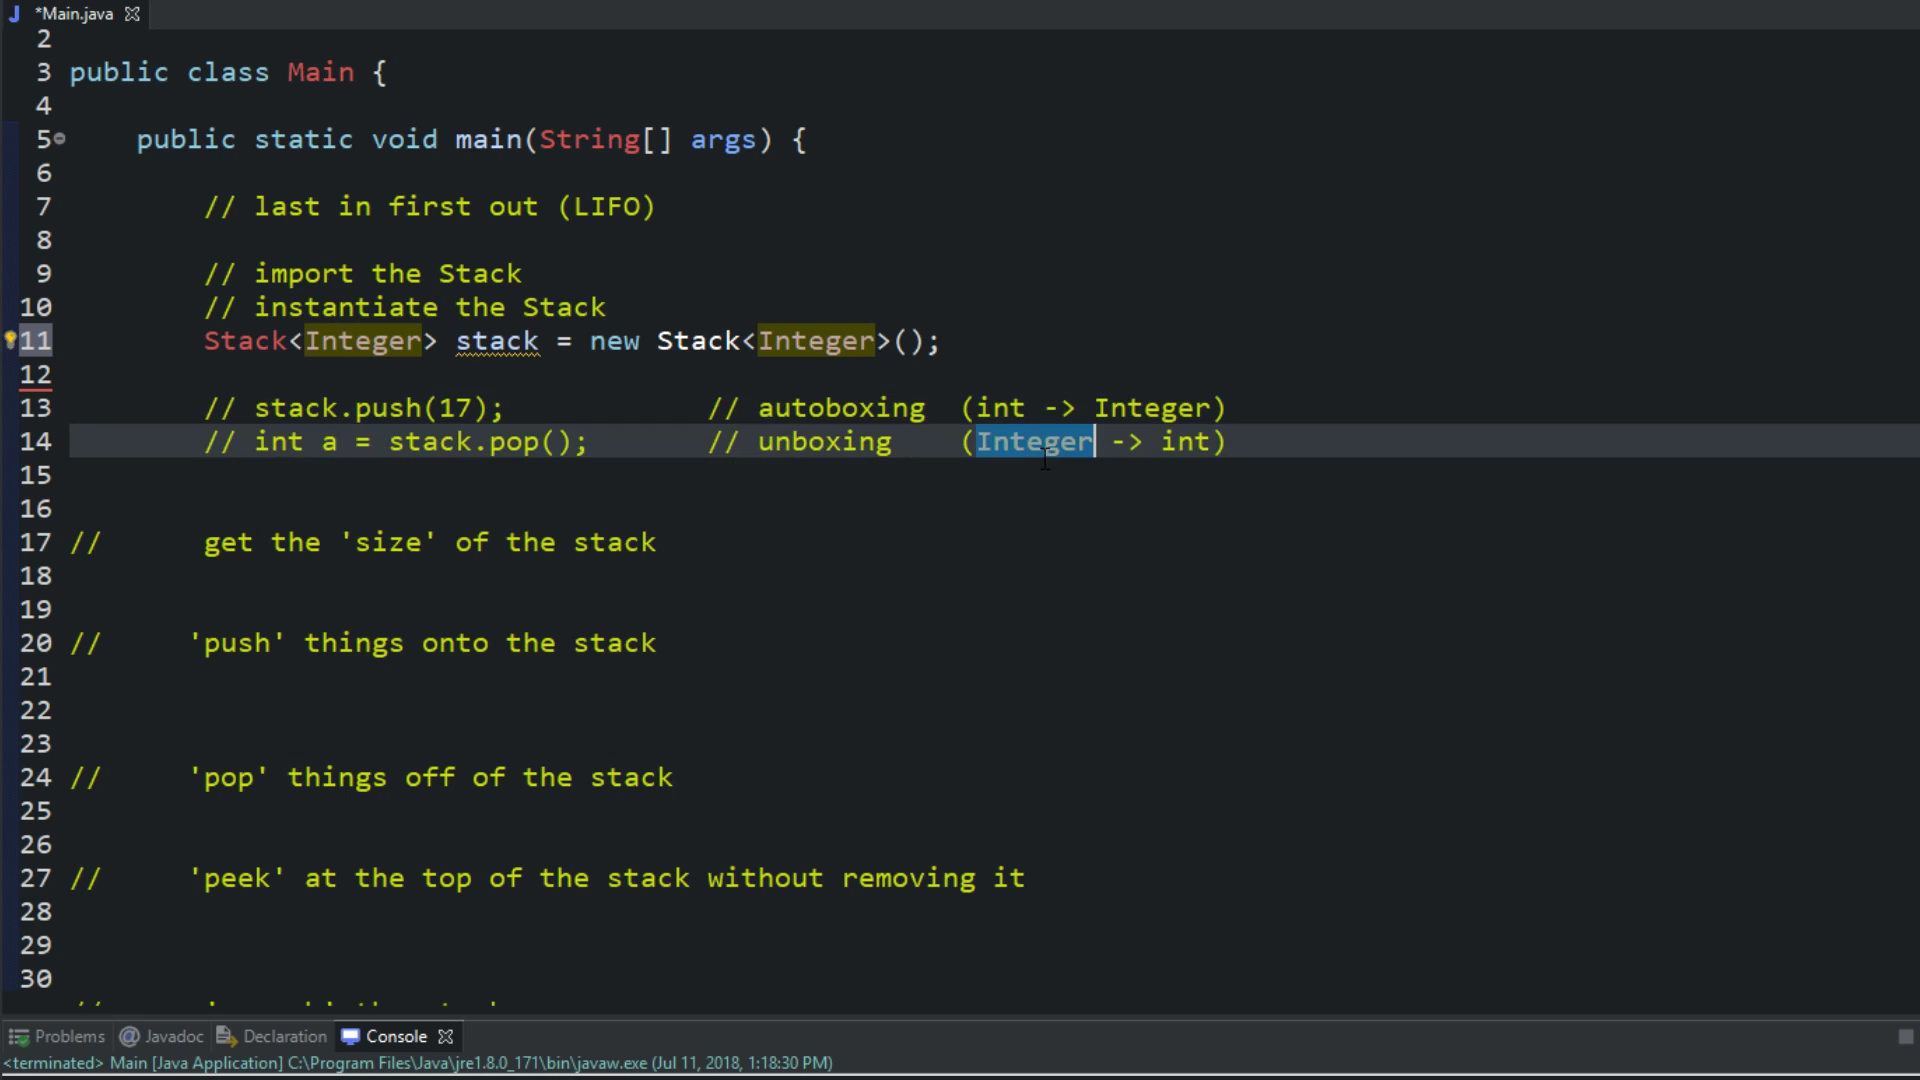 *Main.java
2
3 public class Main {
4
5 public static void main(String[] args) {
6
7 // last in first out (LIFO)
8
9 // import the Stack
10 // instantiate the Stack
11 Stack<Integer> stack = new Stack<Integer>();
12
13 // stack.push(17); // autoboxing (int -> Integer)
14 // int a = stack.pop(); // unboxing (Integer -> int)
15
16
17 // get the 'size' of the stack
18
19
20 // 'push' things onto the stack
21
22
23
24 // 'pop' things off of the stack
25
26
27 // 'peek' at the top of the stack without removing it
28
29
30
Problems @ Javadoc Declaration Console
<terminated> Main [Java Application] C:\Program Files\Java\jre1.8.0_171\bin\javaw.exe (Jul 11, 2018, 1:18:30 PM)